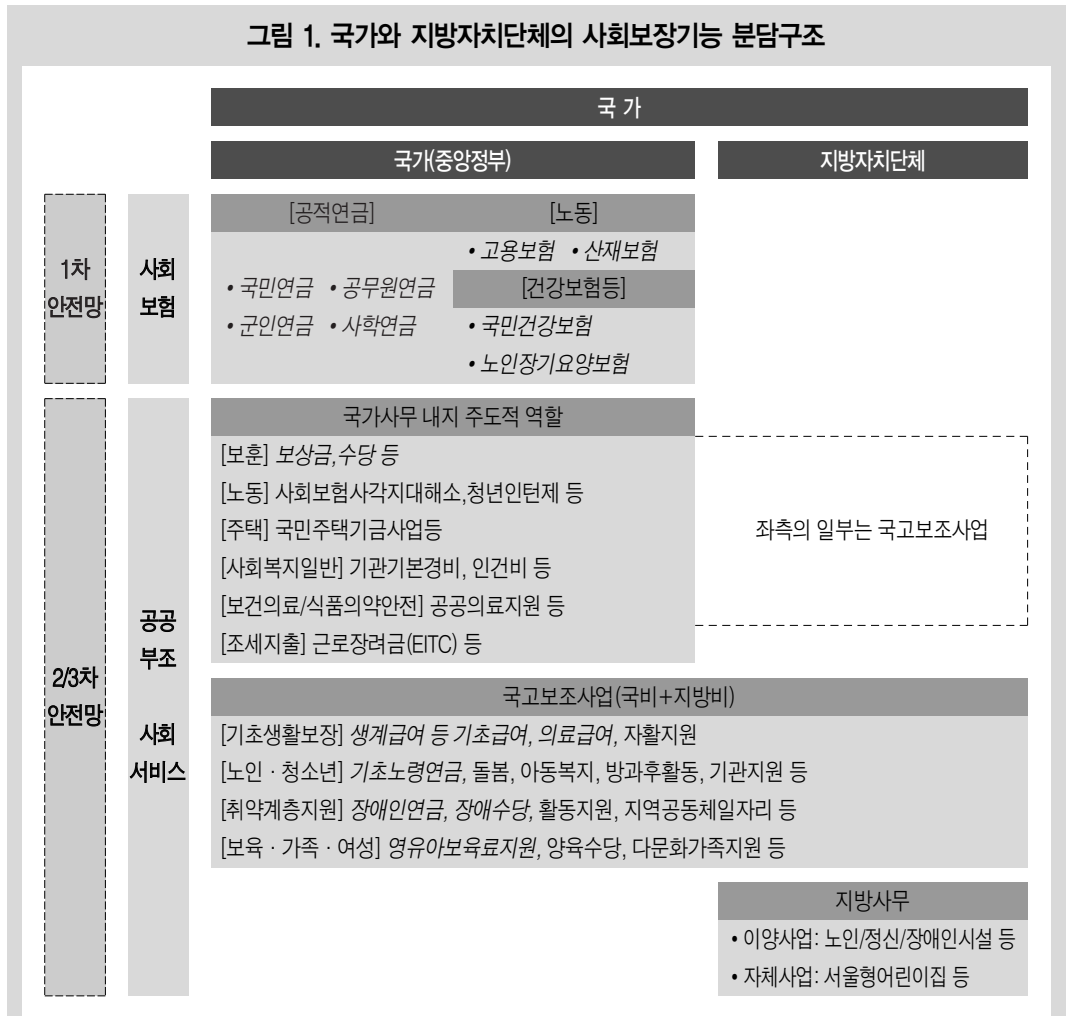 그림 1. 국가와 지방자치단체의 사회보장기능 분담구조
국 가
국가(중앙정부)
지방자치단체
1차
안전망
사회
보험
[공적연금]
• 국민연금 • 공무원연금
• 군인연금 • 사학연금
[노동]
• 고용보험 • 산재보험
[건강보험등]
• 국민건강보험
• 노인장기요양보험
2/3차
안전망
공공
부조
사회
서비스
국가사무 내지 주도적 역할
[보훈] 보상금,수당 등
[노동] 사회보험사각지대해소,청년인턴제 등
[주택] 국민주택기금사업등
[사회복지일반] 기관기본경비, 인건비 등
[보건의료/식품의약안전] 공공의료지원 등
[조세지출] 근로장려금(EITC) 등
좌측의 일부는 국고보조사업
국고보조사업(국비+지방비)
[기초생활보장] 생계급여 등 기초급여, 의료급여, 자활지원
[노인 · 청소년] 기초노령연금, 돌봄, 아동복지, 방과후활동, 기관지원 등
[취약계층지원] 장애인연금, 장애수당, 활동지원, 지역공동체일자리 등
[보육 · 가족 · 여성] 영유아보육료지원, 양육수당, 다문화가족지원 등
지방사무
• 이양사업: 노인/정신/장애인시설 등
• 자체사업: 서울형어린이집 등